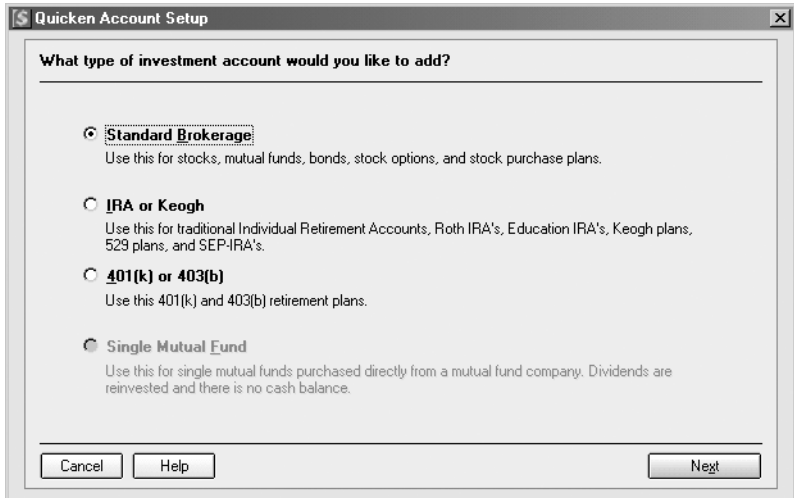 Quicken Account Setup
What type of investment account would you like to add?
Standard Brokerage
Use this for stocks, mutual funds, bonds, stock options, and stock purchase plans.
IRA or Keogh
Use this for traditional Individual Retirement Accounts, Roth IRA's, Education IRA's, Keogh plans,
529 plans, and SEP-IRA's.
401(k) or 403(b)
Use this 401(k) and 403(b) retirement plans.
Single Mutual Fund
Use this for single mutual funds purchased directly from a mutual fund company. Dividends are
reinvested and there is no cash balance.
Cancel Help Next